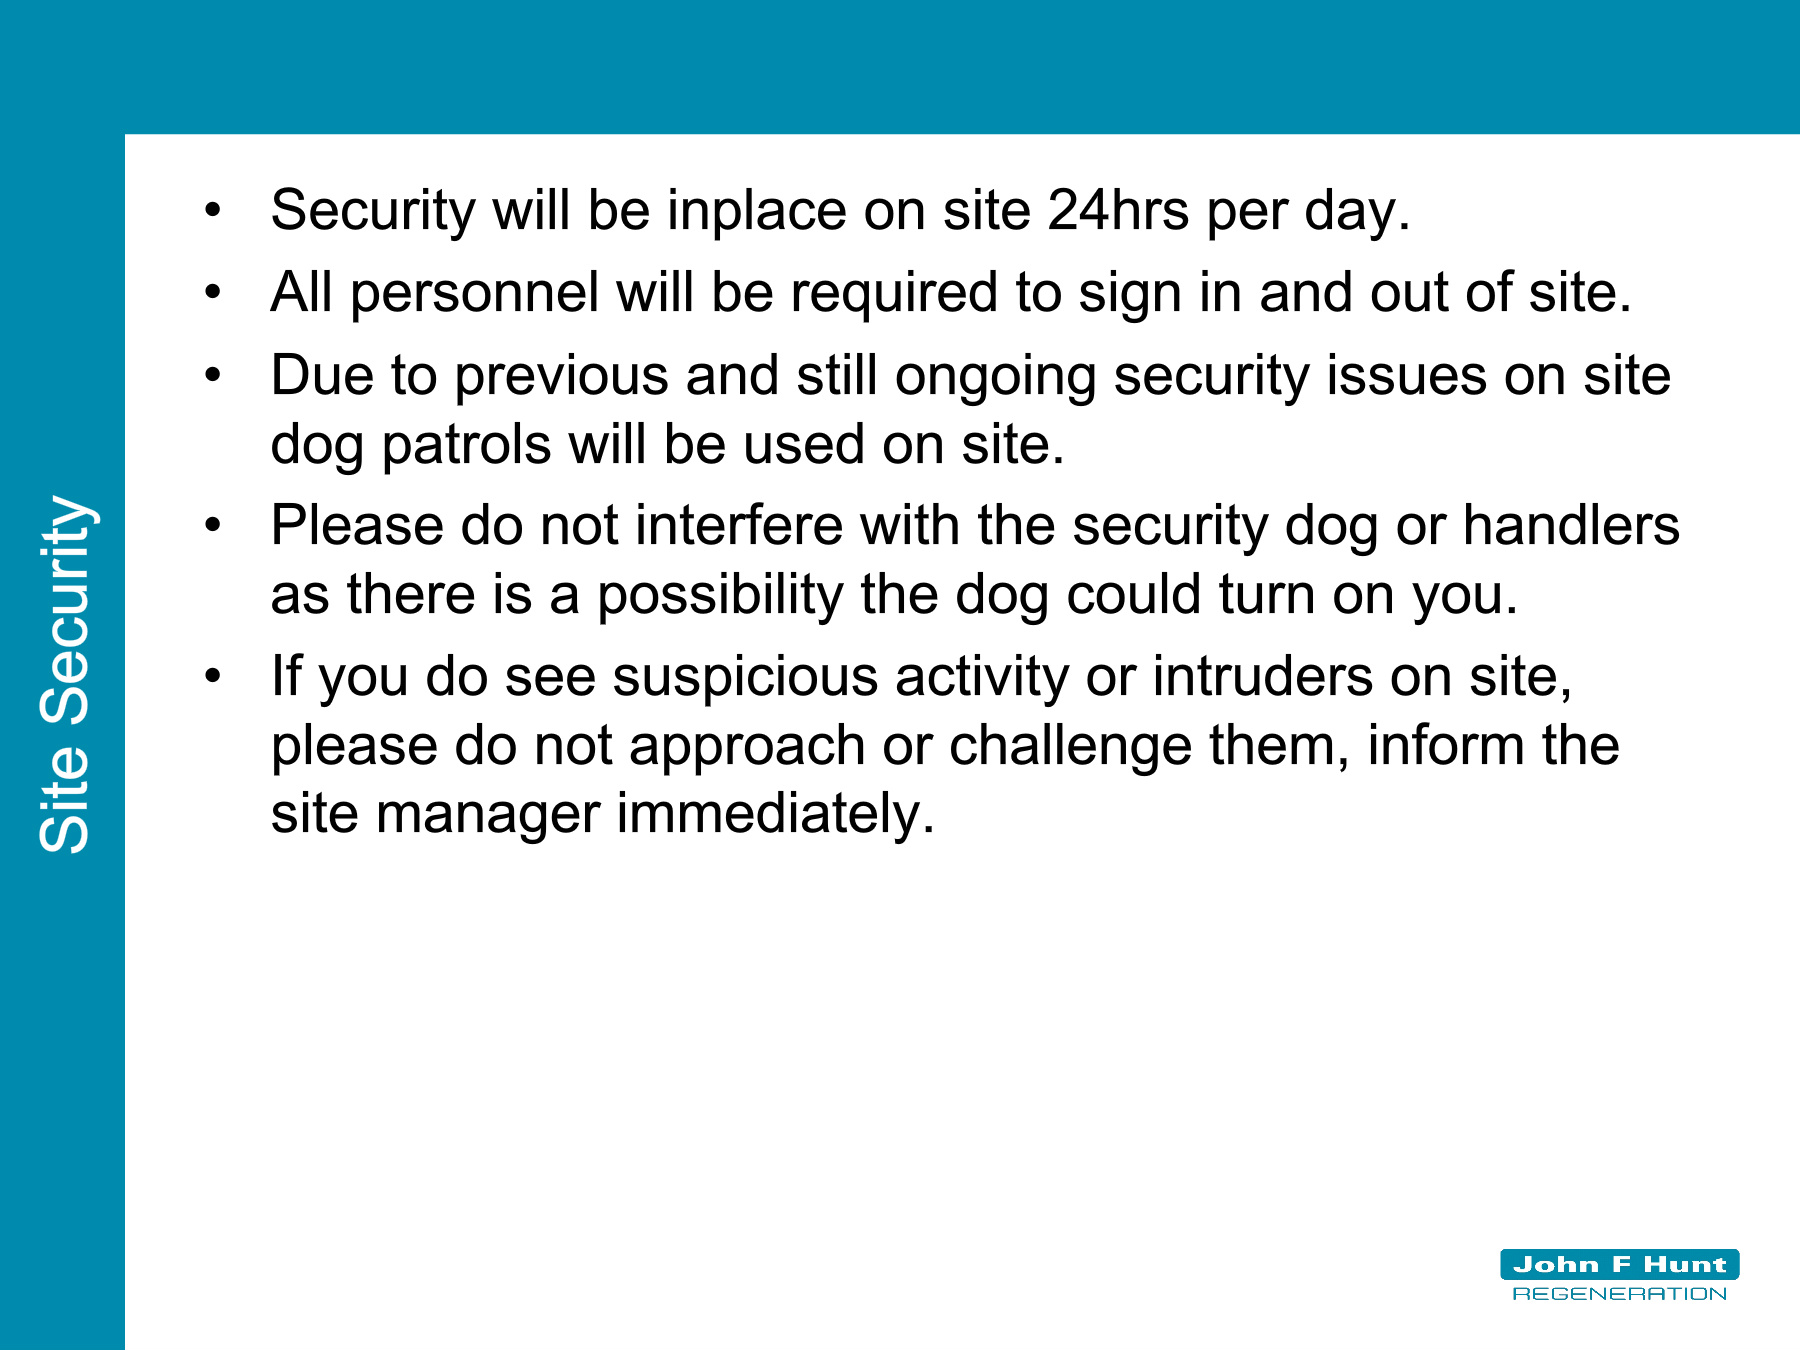 Site Security
• Security will be inplace on site 24hrs per day.
• All personnel will be required to sign in and out of site.
• Due to previous and still ongoing security issues on site
dog patrols will be used on site.
• Please do not interfere with the security dog or handlers
as there is a possibility the dog could turn on you.
• If you do see suspicious activity or intruders on site,
please do not approach or challenge them, inform the
site manager immediately.
John F Hunt
REGENERATION